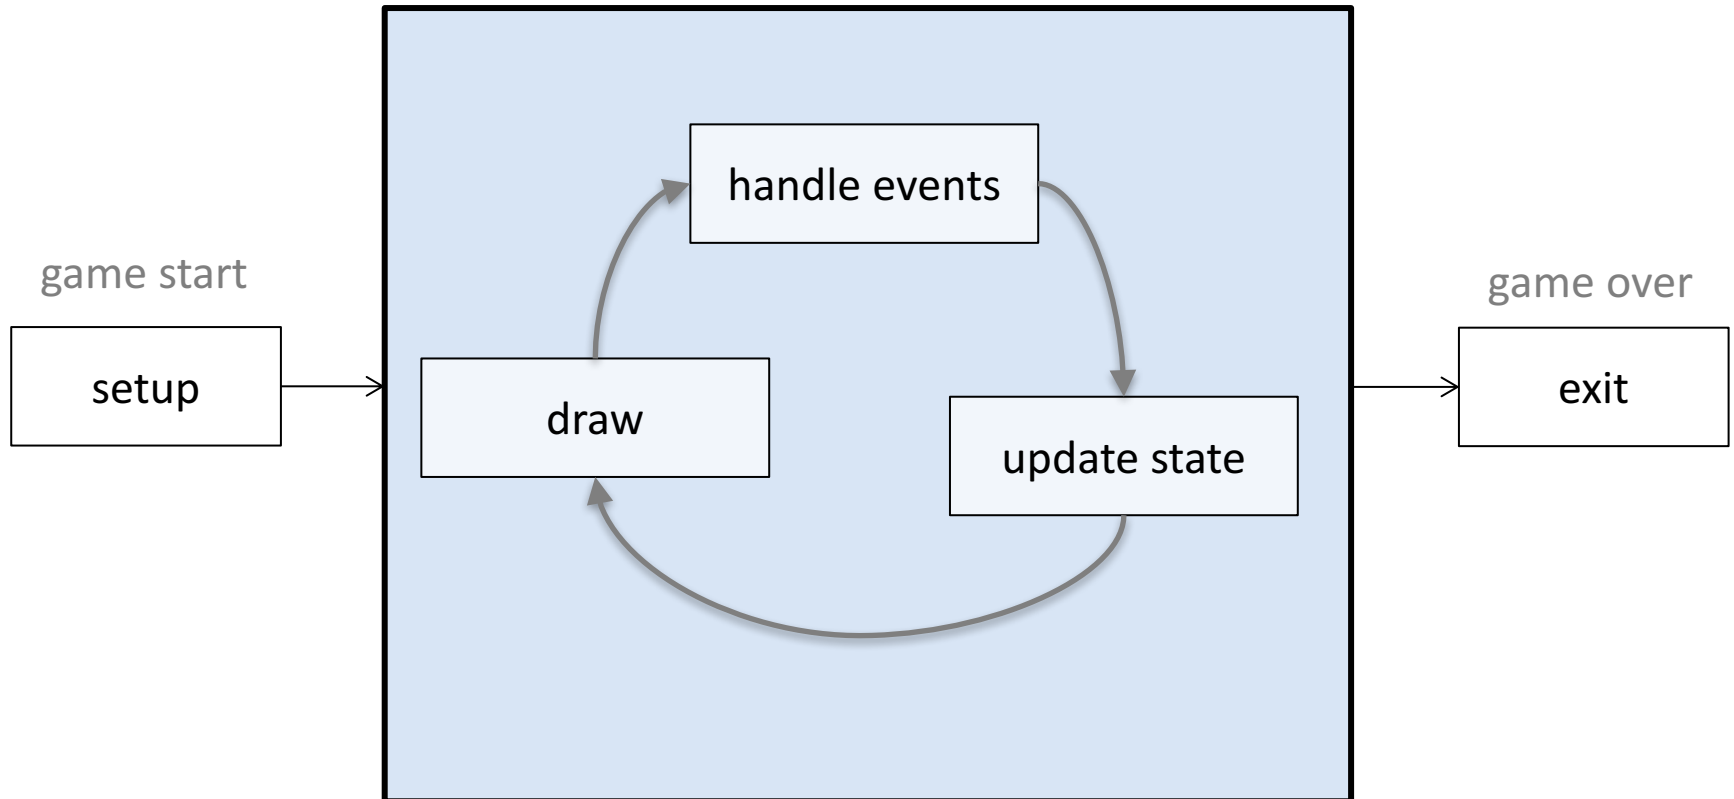 game start
setup
handle events
draw
update state
game over
exit